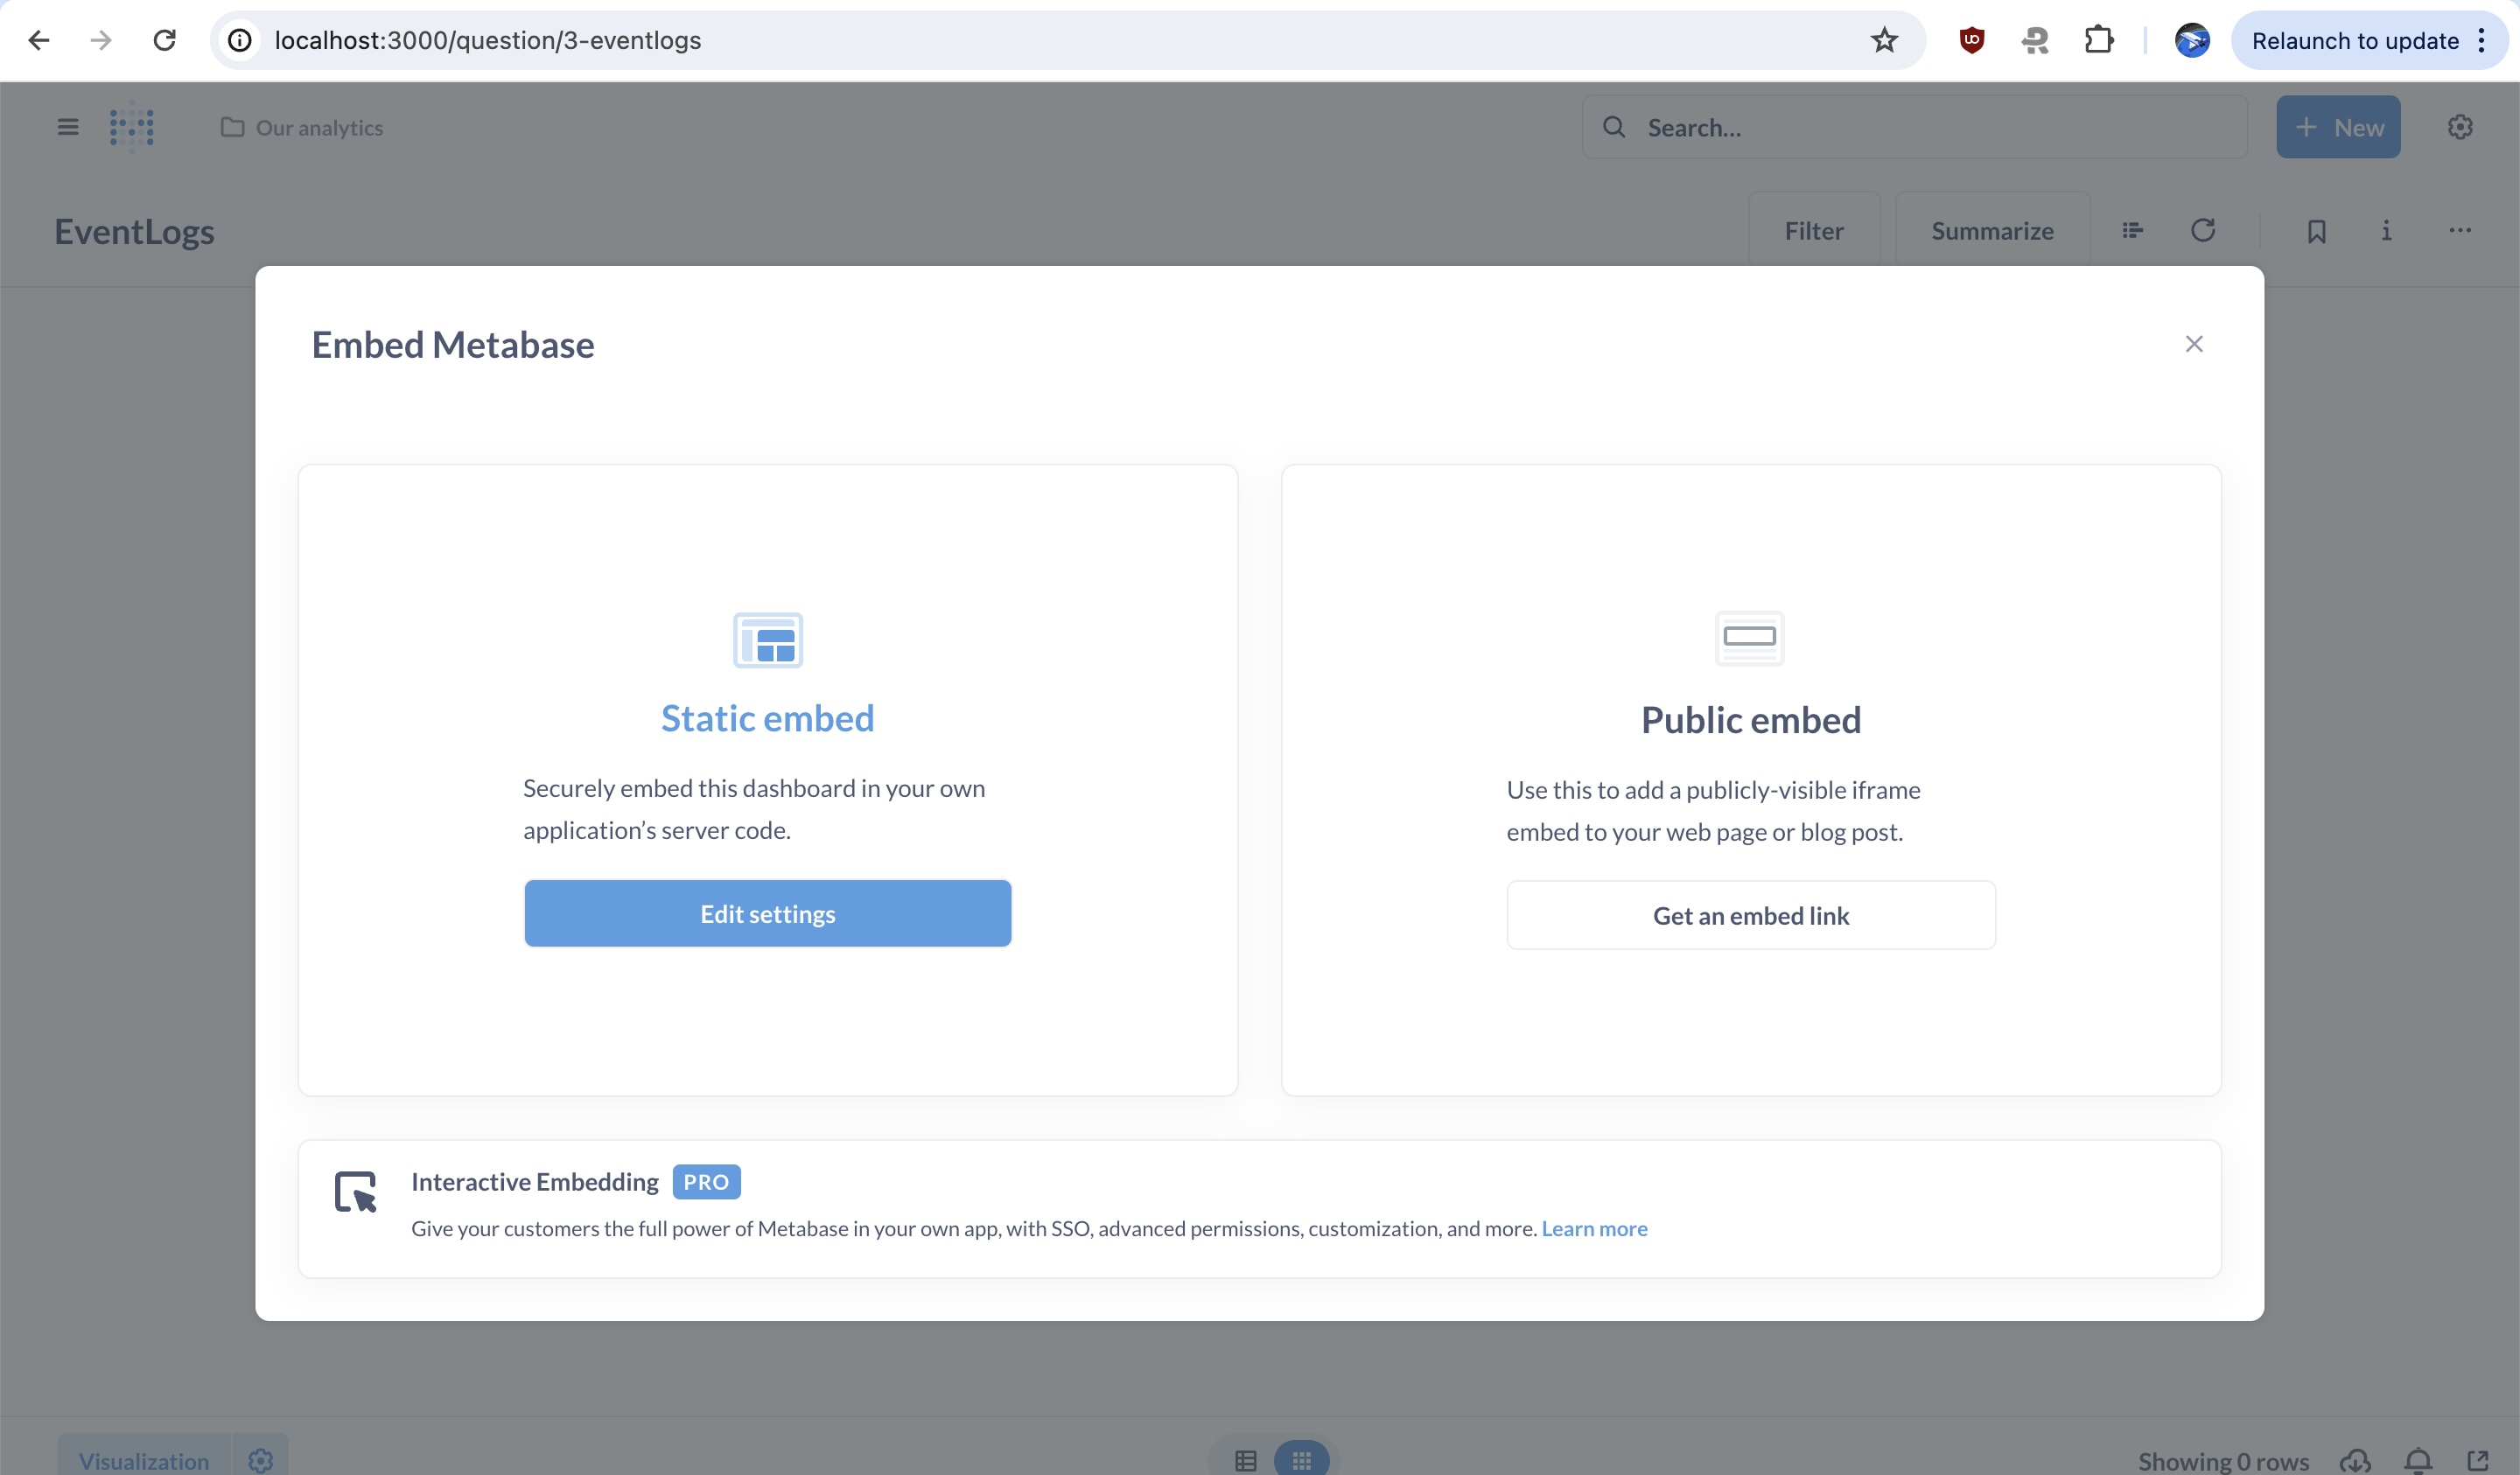 localhost:3000/question/3-eventlogs
Relaunch to update
Our analytics
Search...
+ New
EventLogs
Filter
Summarize
Embed Metabase
Static embed
Securely embed this dashboard in your own
application’s server code.
Edit settings
Public embed
Use this to add a publicly-visible iframe
embed to your web page or blog post.
Get an embed link
Interactive Embedding PRO
Give your customers the full power of Metabase in your own app, with SSO, advanced permissions, customization, and more. Learn more
Visualization
Showing 0 rows